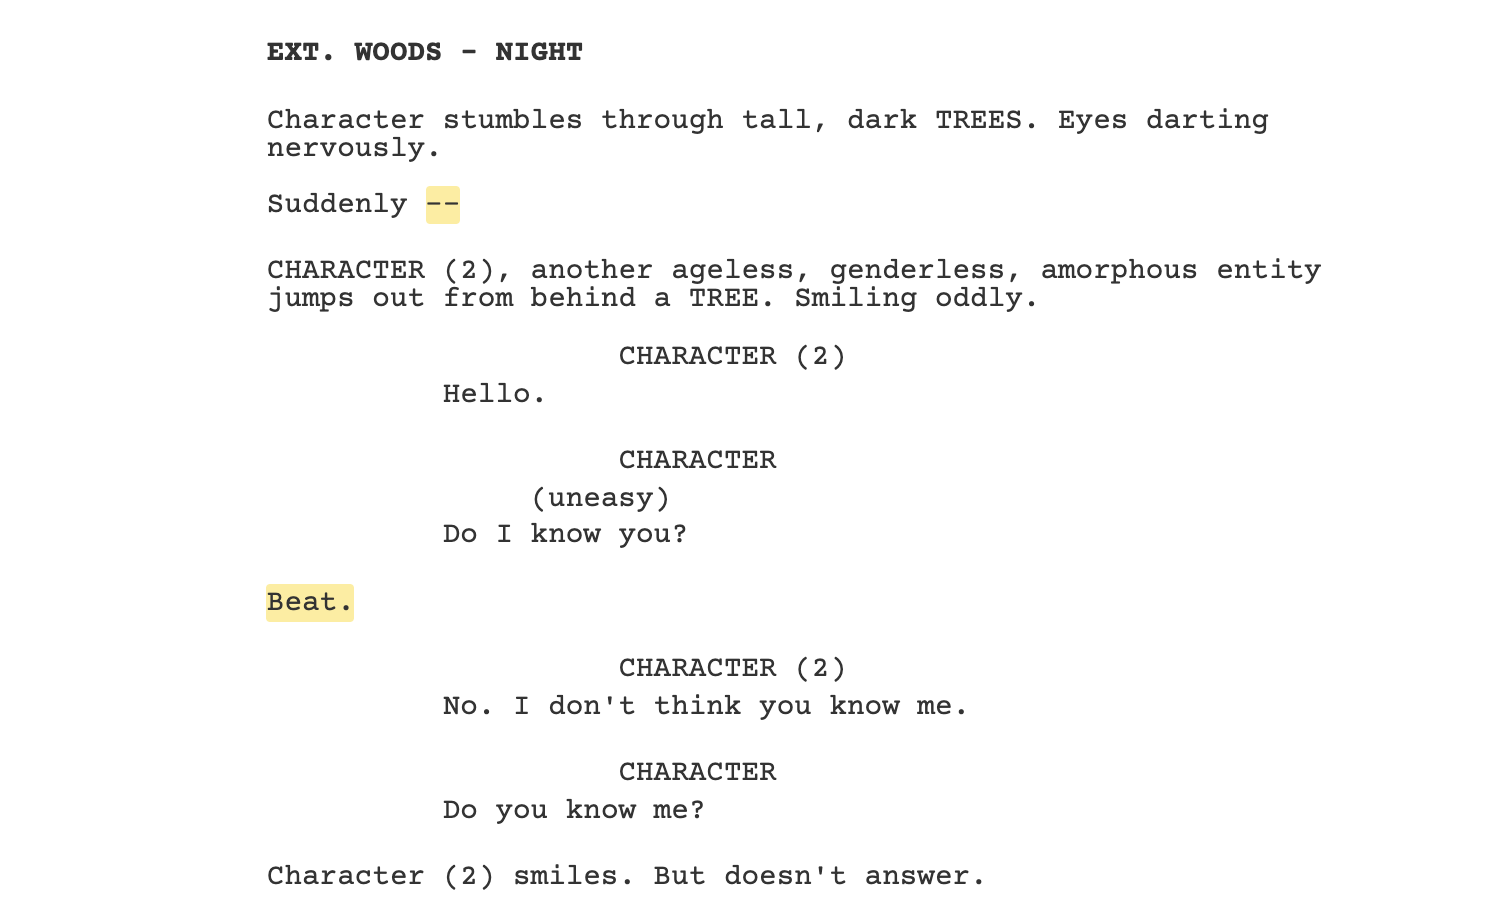 EXT. WOODS - NIGHT
Character stumbles through tall, dark TREES. Eyes darting
nervously.
Suddenly --
CHARACTER (2), another ageless, genderless, amorphous entity
jumps out from behind a TREE. Smiling oddly.
CHARACTER (2)
Hello.
CHARACTER
(uneasy)
Do I know you?
Beat.
CHARACTER (2)
No. I don't think you know me.
CHARACTER
Do you know me?
Character (2) smiles. But doesn't answer.